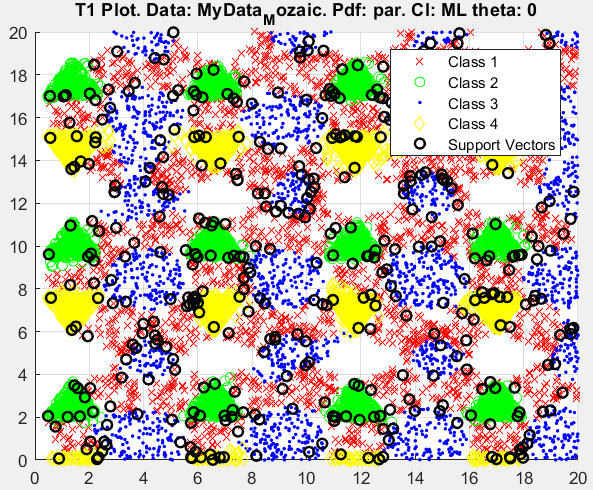 T1 Plot. Data: MyData_Mozaic. Pdf: par. Cl: ML theta: 0
20
18
16
14
12
10
8
6
4
2
0
Class 1
Class 2
Class 3
Class 4
Support Vectors
0 2 4 6 8 10 12 14 16 18 20